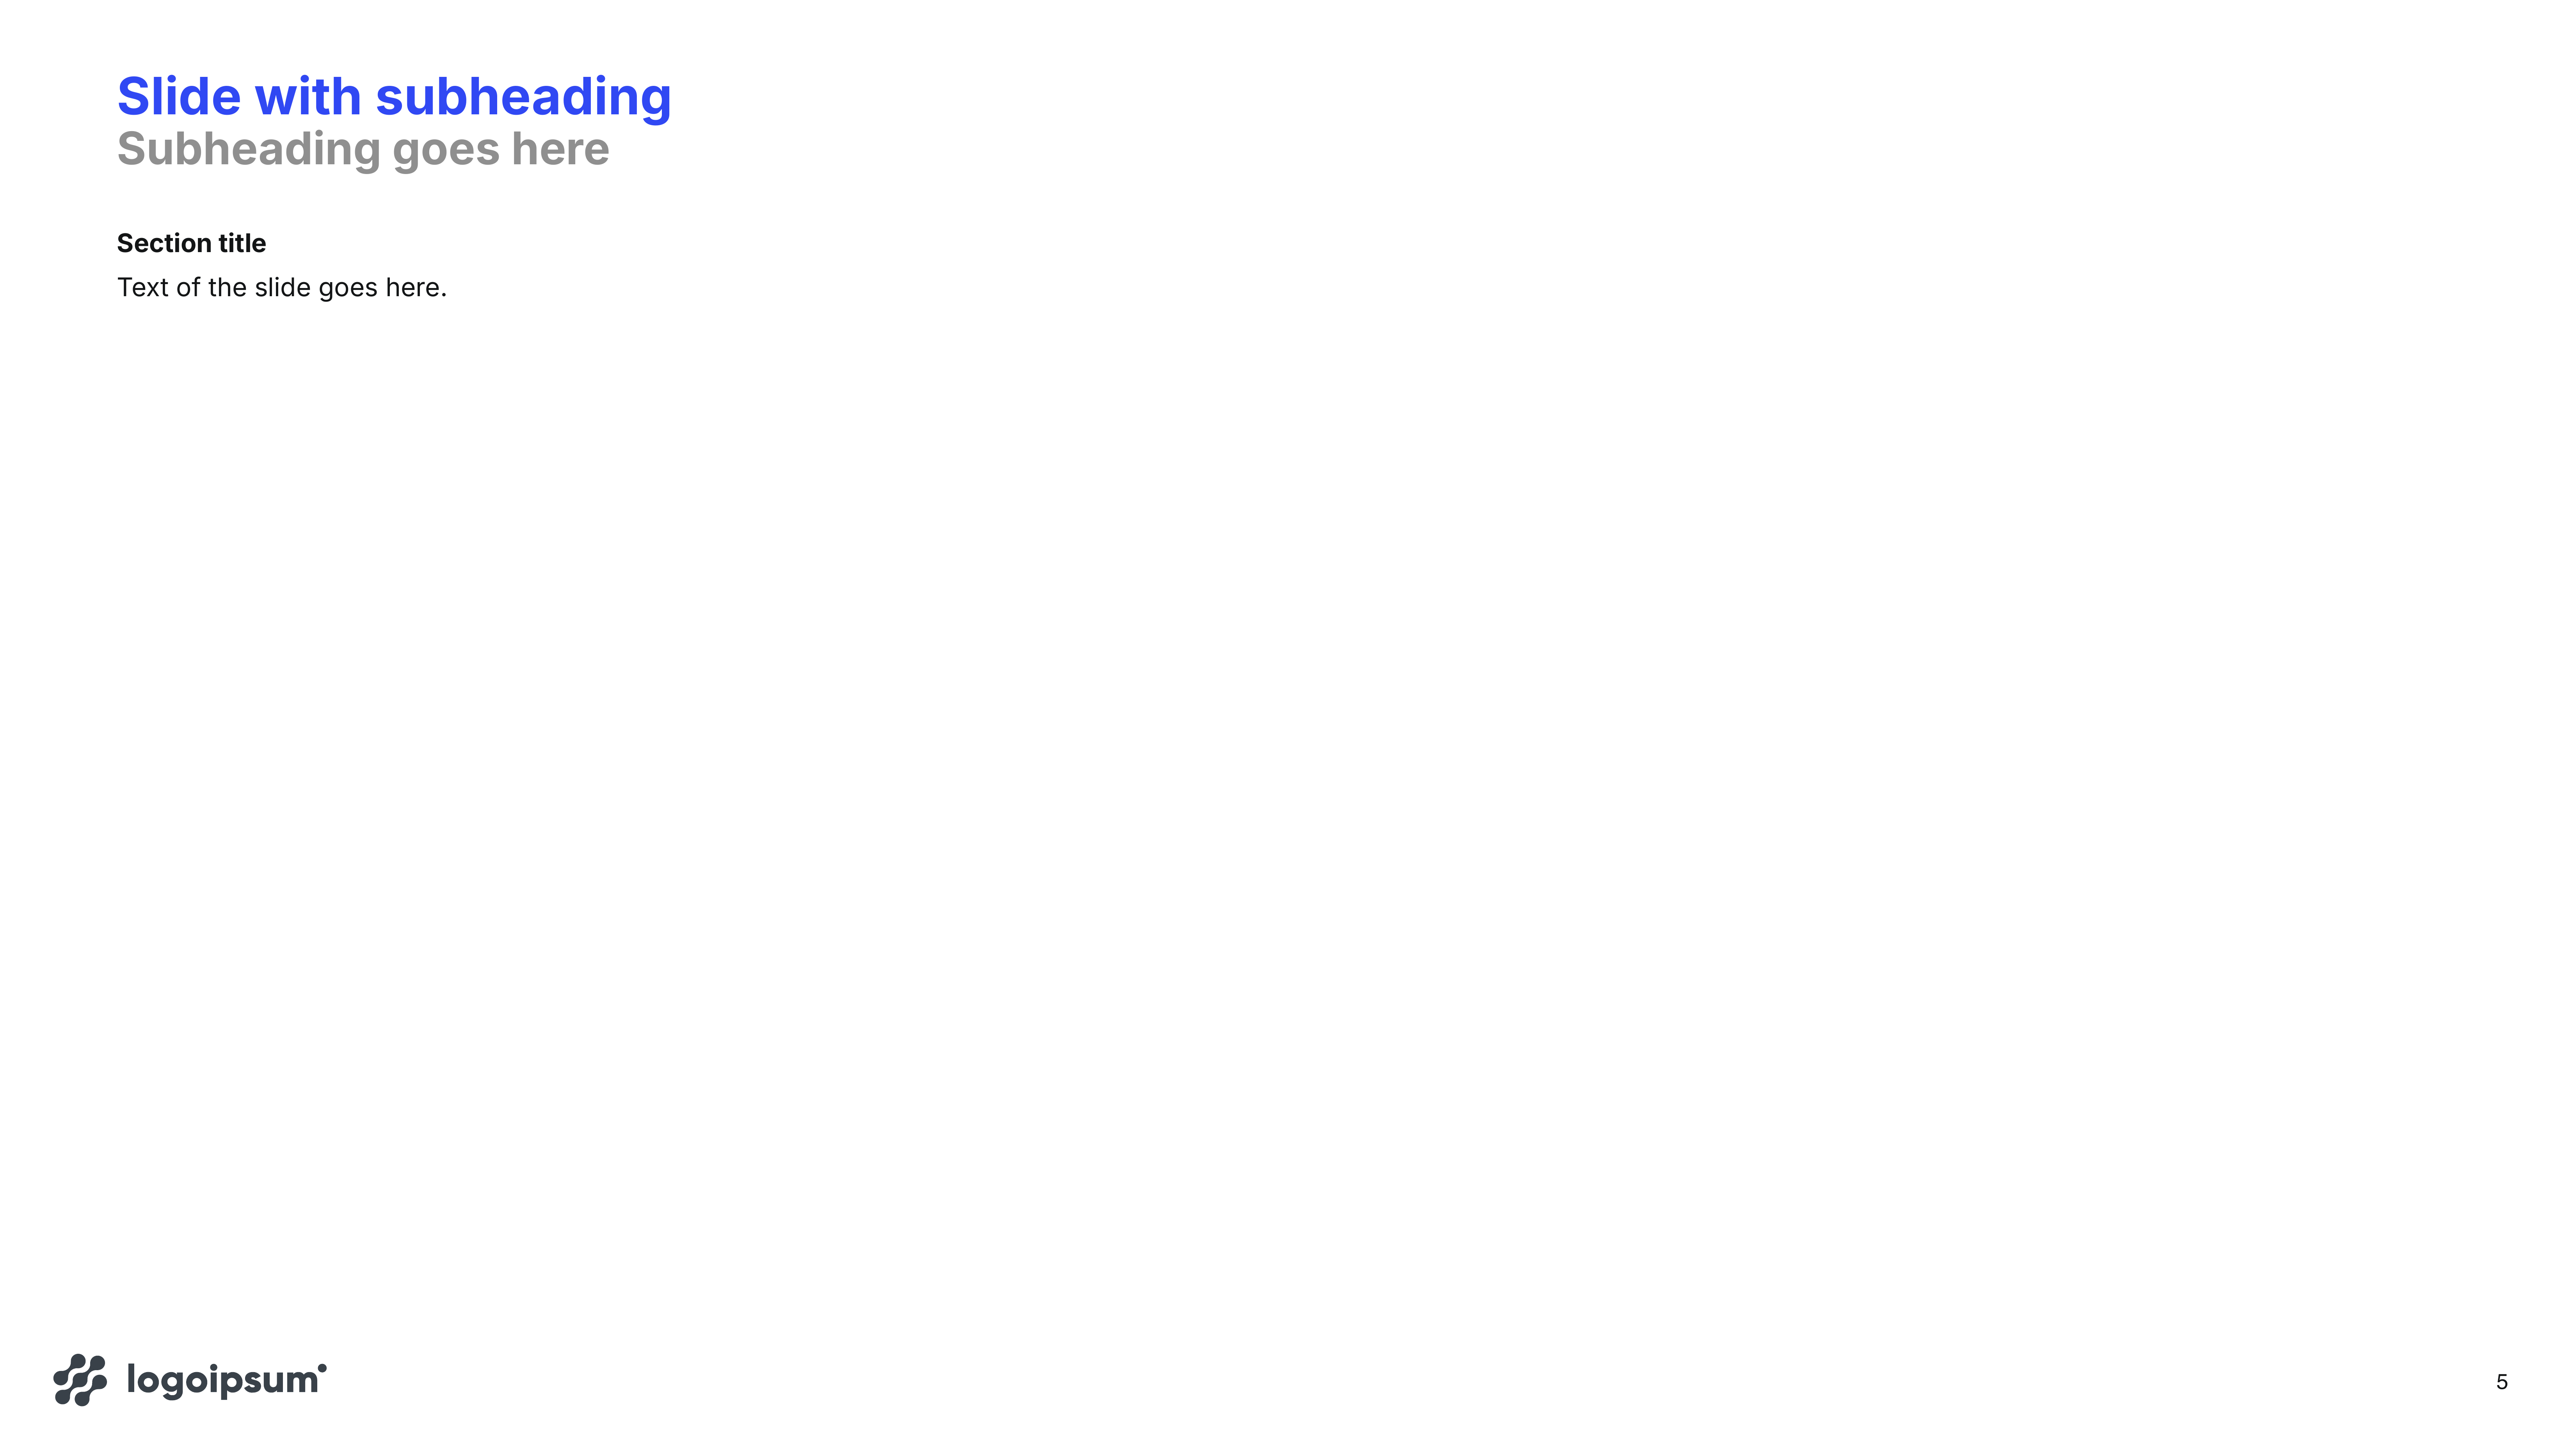 Slide with subheading
Subheading goes here
Section title
Text of the slide goes here.
logoipsum
5